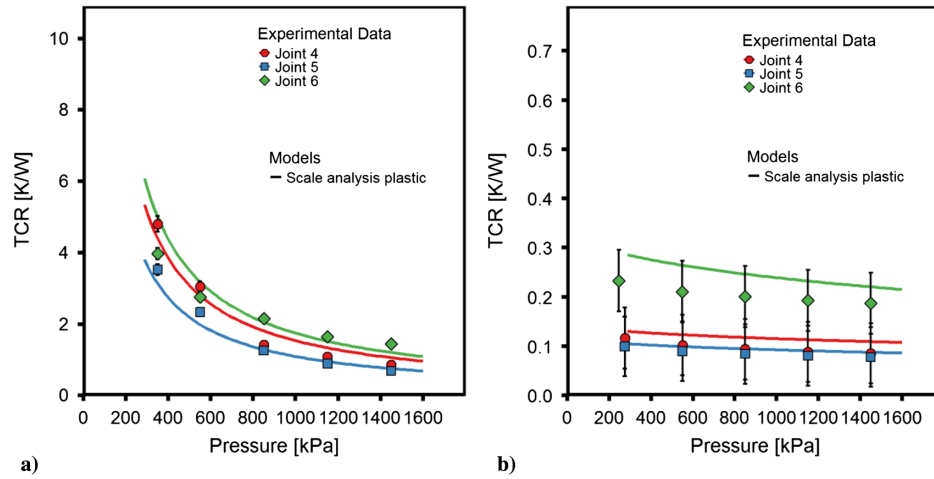 10
8
6
4
2
0
TCR [K/W]
Experimental Data
Joint 4
Joint 5
Joint 6
Models
Scale analysis plastic
0 200 400 600 800 1000 1200 1400 1600
Pressure [kPa]
a)
0.7
0.6
0.5
0.4
0.3
0.2
0.1
0.0
TCR [K/W]
Experimental Data
Joint 4
Joint 5
Joint 6
Models
Scale analysis plastic
0 200 400 600 800 1000 1200 1400 1600
Pressure [kPa]
b)